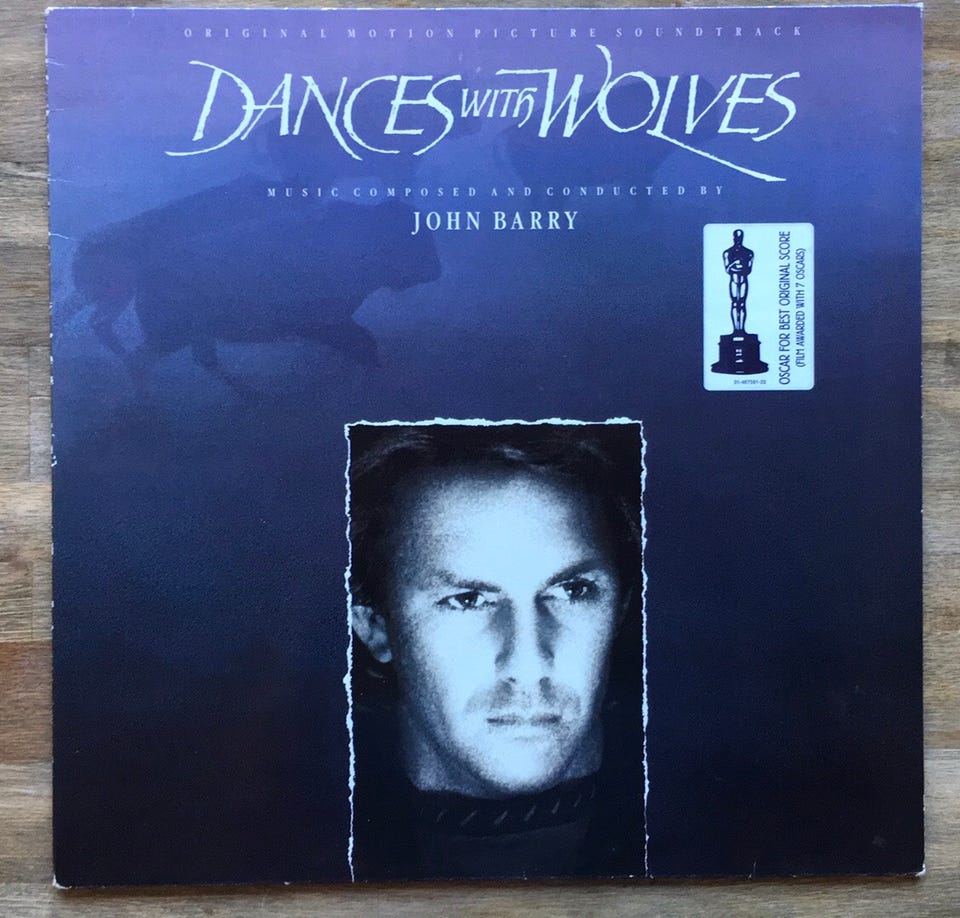 ORIGINAL MOTION PICTURE SOUNDTRACK
DANCES WITH WOLVES
MUSIC COMPOSED AND CONDUCTED BY
JOHN BARRY
OSCAR FOR BEST ORIGINAL SCORE
(FILM AWARDED WITH 7 OSCARS)